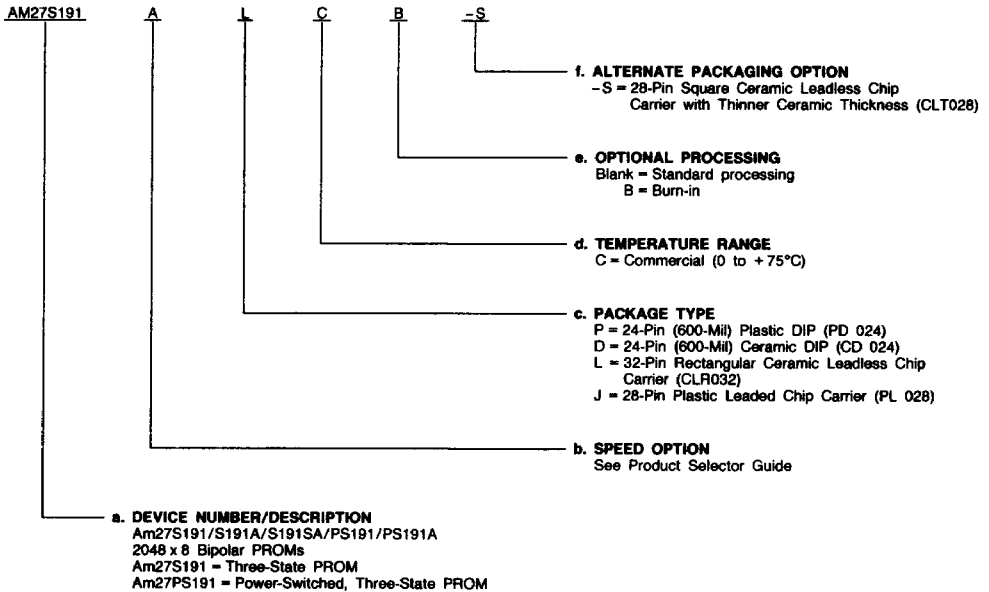 AM27S191 A L C B -S
f. ALTERNATE PACKAGING OPTION
-S = 28-Pin Square Ceramic Leadless Chip
Carrier with Thinner Ceramic Thickness (CLT028)
e. OPTIONAL PROCESSING
Blank = Standard processing
B = Burn-in
d. TEMPERATURE RANGE
C = Commercial (0 to +75°C)
c. PACKAGE TYPE
P = 24-Pin (600-Mil) Plastic DIP (PD 024)
D = 24-Pin (600-Mil) Ceramic DIP (CD 024)
L = 32-Pin Rectangular Ceramic Leadless Chip
Carrier (CLR032)
J = 28-Pin Plastic Leaded Chip Carrier (PL 028)
b. SPEED OPTION
See Product Selector Guide
a. DEVICE NUMBER/DESCRIPTION
Am27S191/S191A/S191SA/PS191/PS191A
2048 x 8 Bipolar PROMs
Am27S191 = Three-State PROM
Am27PS191 = Power-Switched, Three-State PROM